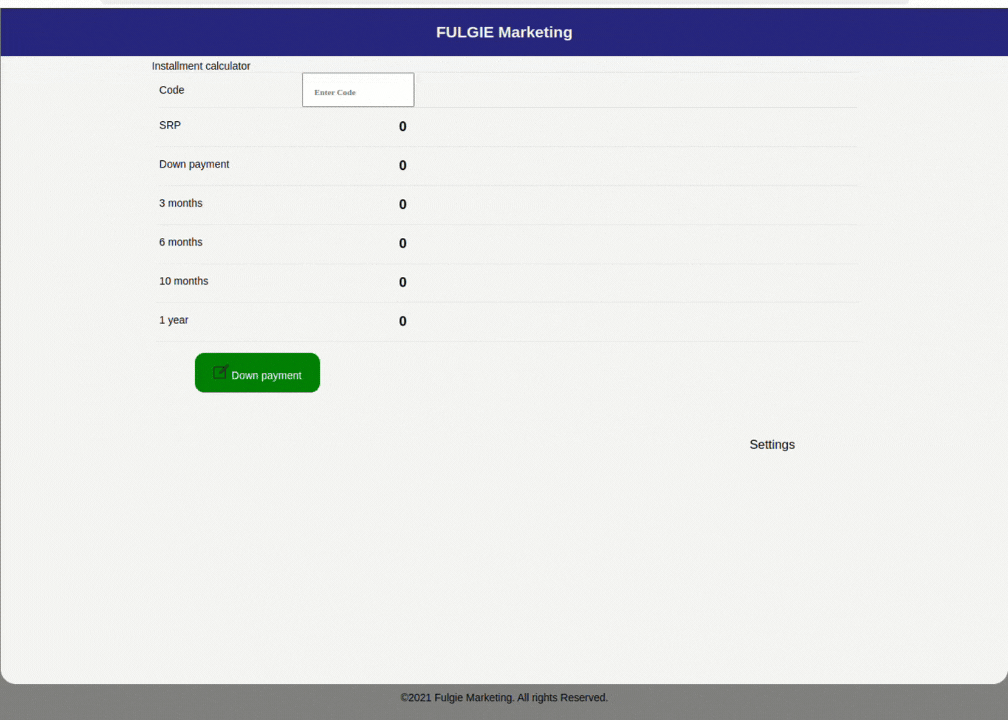 FULGIE Marketing
Installment calculator
Code Enter Code
SRP 0
Down payment 0
3 months 0
6 months 0
10 months 0
1 year 0
Down payment
Settings
©2021 Fulgie Marketing. All rights Reserved.